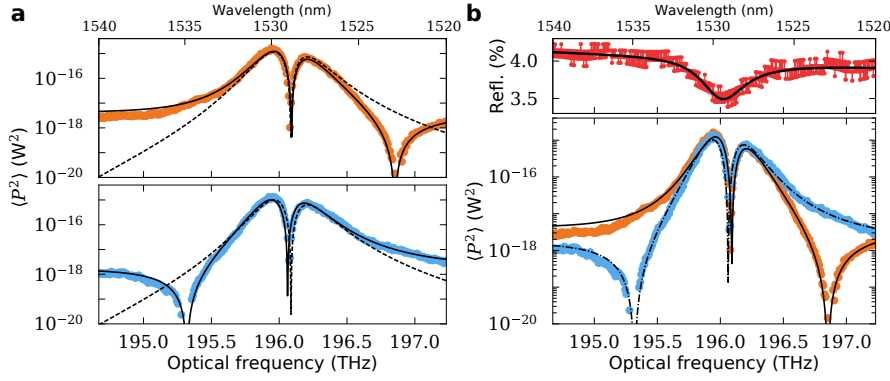 a
Wavelength (nm)
1540 1535 1530 1525 1520
10⁻¹⁶
10⁻¹⁸
10⁻²⁰
10⁻¹⁶
10⁻¹⁸
10⁻²⁰
⟨P²⟩ (W²)
195.0 195.5 196.0 196.5 197.0
Optical frequency (THz)
b
Wavelength (nm)
1540 1535 1530 1525 1520
Refl. (%)
4.0
3.5
⟨P²⟩ (W²)
10⁻¹⁶
10⁻¹⁸
10⁻²⁰
195.0 195.5 196.0 196.5 197.0
Optical frequency (THz)